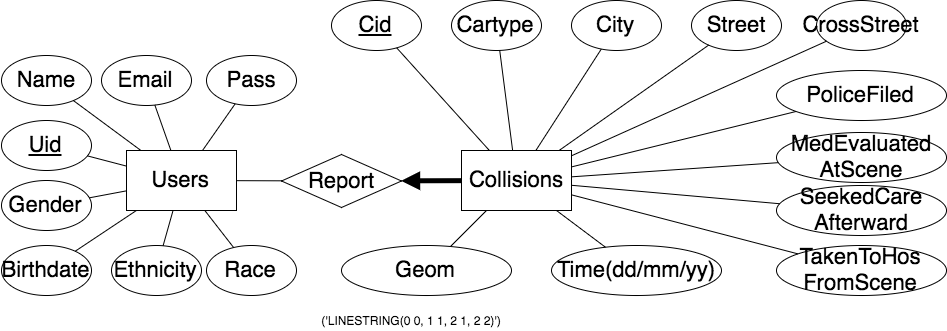 Cid
Cartype
City
Street
CrossStreet
Name
Email
Pass
PoliceFiled
Uid
MedEvaluated
AtScene
Users
Report
Collisions
Gender
SeekedCare
Afterward
Birthdate
Ethnicity
Race
Geom
Time(dd/mm/yy)
TakenToHos
FromScene
('LINESTRING(0 0, 1 1, 2 1, 2 2)')